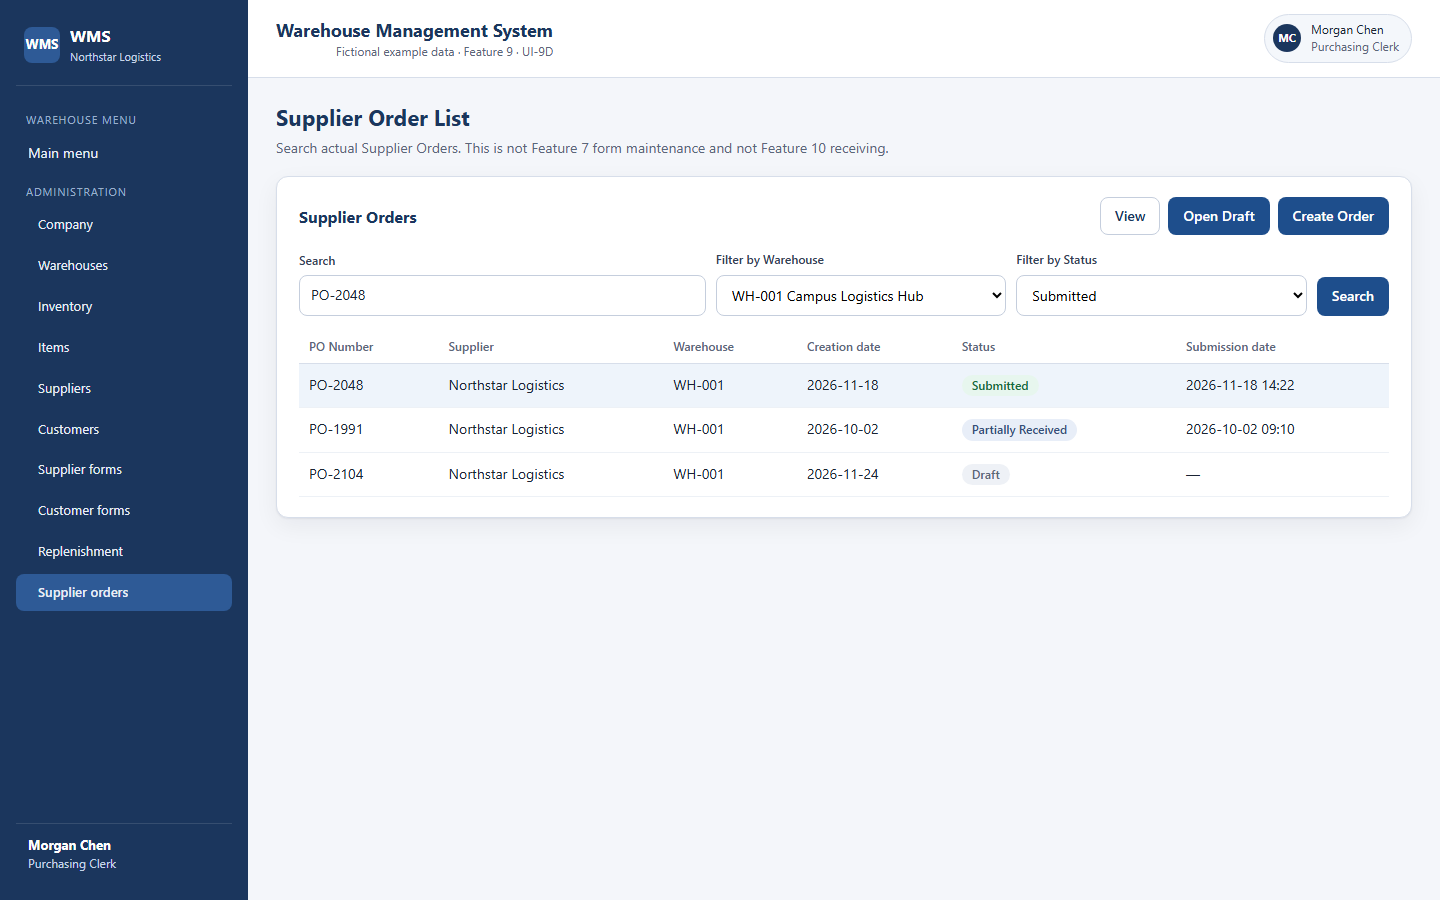 WMS
WMS
Northstar Logistics
WAREHOUSE MENU
Main menu
ADMINISTRATION
Company
Warehouses
Inventory
Items
Suppliers
Customers
Supplier forms
Customer forms
Replenishment
Supplier orders
Morgan Chen
Purchasing Clerk
Warehouse Management System
Fictional example data · Feature 9 · UI-9D
MC
Morgan Chen
Purchasing Clerk
Supplier Order List
Search actual Supplier Orders. This is not Feature 7 form maintenance and not Feature 10 receiving.
Supplier Orders
View Open Draft Create Order
Search Filter by Warehouse Filter by Status
PO-2048 WH-001 Campus Logistics Hub Submitted Search
PO Number Supplier Warehouse Creation date Status Submission date
PO-2048 Northstar Logistics WH-001 2026-11-18 Submitted 2026-11-18 14:22
PO-1991 Northstar Logistics WH-001 2026-10-02 Partially Received 2026-10-02 09:10
PO-2104 Northstar Logistics WH-001 2026-11-24 Draft —